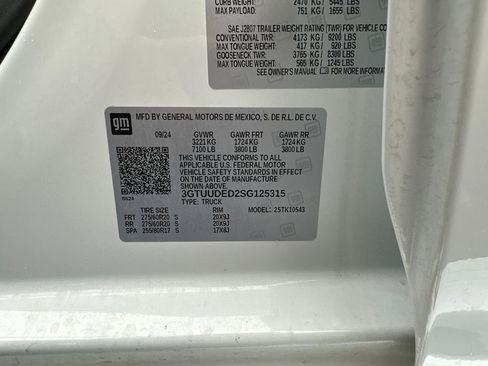 CURB WEIGHT: 2470 KG/ 5445 LBS
MAX PAYLOAD: 751 KG/ 1655 LBS
SAE J2807 TRAILER WEIGHT RATING (TWR) FOR VEHICLE CO
CONVENTIONAL TWR: 4173 KG/ 9200 LBS
MAX TONGUE WT: 417 KG/ 920 LBS
GOOSENECK TWR: 3765 KG/ 8300 LBS
MAX TONGUE WT: 565 KG/ 1245 LBS
SEE OWNER'S MANUAL
gm
MFD BY GENERAL MOTORS DE MEXICO, S. DE R.L. DE C.V.
09/24 GVWR GAWR FRT GAWR RR
3221 KG 1724 KG 1724 KG
7100 LB 3800 LB 3800 LB
THIS VEHICLE CONFORMS TO ALL
APPLICABLE U.S. FEDERAL MOTOR
VEHICLE SAFETY STANDARDS IN
EFFECT ON THE DATE OF
MANUFACTURE SHOWN ABOVE.
3GTUUDED2SG125315
TYPE: TRUCK
TIRE SIZE RIM MODEL: 25TK10543
FRT 275/60R20 S 20X9J
RR 275/60R20 S 20X9J
SPA 255/80R17 S 17X8J